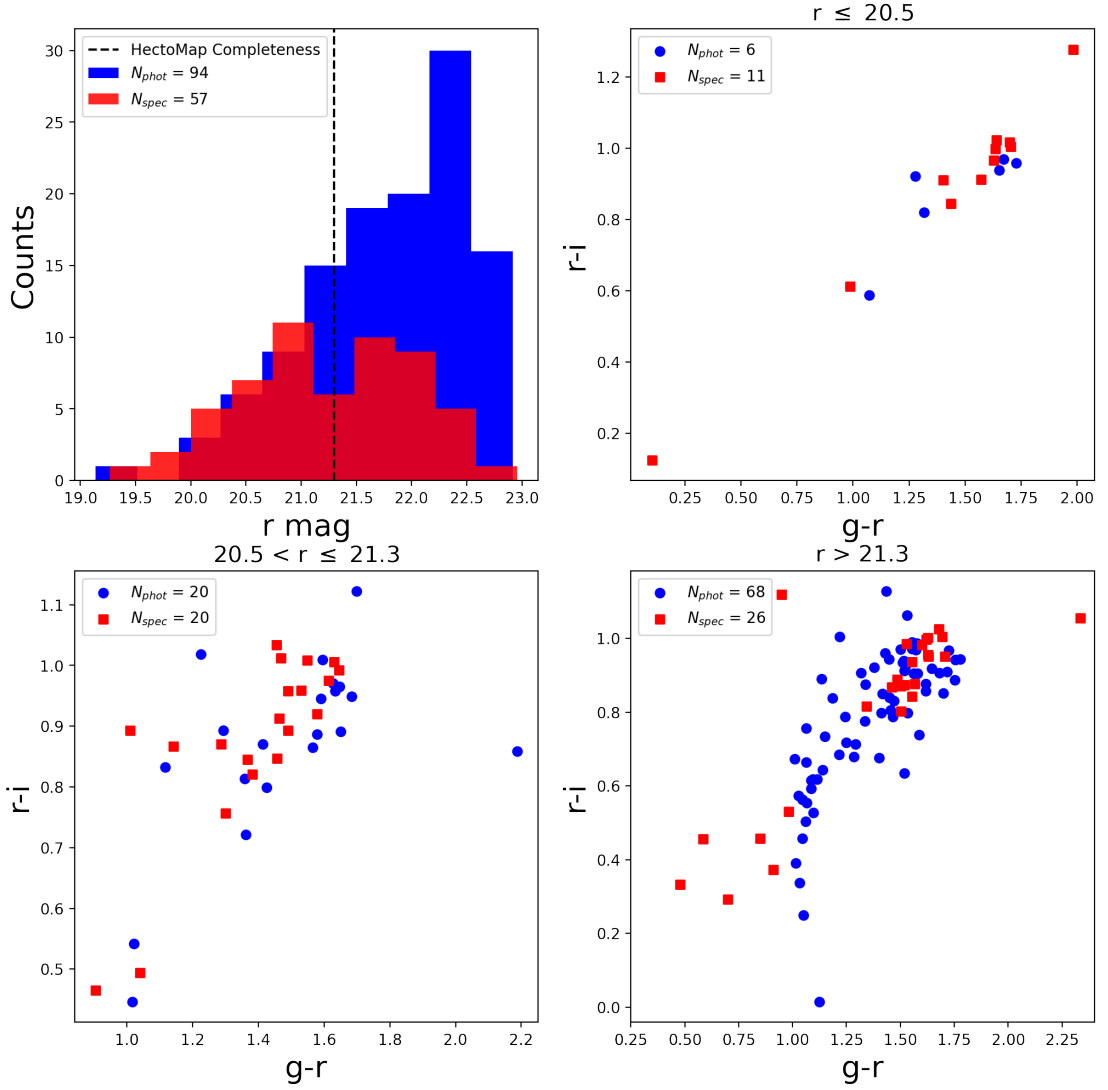 HectoMap Completeness
N_phot = 94
N_spec = 57
30
25
20
15
10
5
0
Counts
19.0 19.5 20.0 20.5 21.0 21.5 22.0 22.5 23.0
r mag
r ≤ 20.5
N_phot = 6
N_spec = 11
1.2
1.0
0.8
0.6
0.4
0.2
r-i
0.25 0.50 0.75 1.00 1.25 1.50 1.75 2.00
g-r
20.5 < r ≤ 21.3
N_phot = 20
N_spec = 20
1.1
1.0
0.9
0.8
0.7
0.6
0.5
r-i
1.0 1.2 1.4 1.6 1.8 2.0 2.2
g-r
r > 21.3
N_phot = 68
N_spec = 26
1.0
0.8
0.6
0.4
0.2
0.0
r-i
0.25 0.50 0.75 1.00 1.25 1.50 1.75 2.00 2.25
g-r